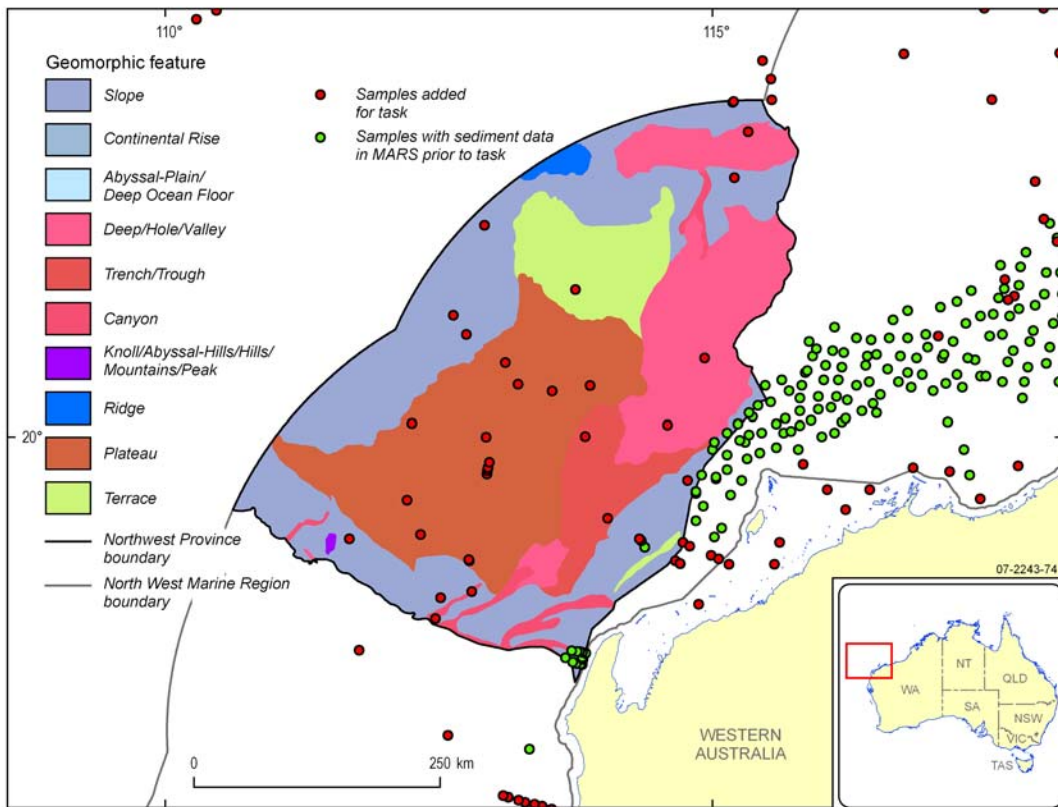 110°
115°
Geomorphic feature
Slope
Continental Rise
Abyssal-Plain/
Deep Ocean Floor
Deep/Hole/Valley
Trench/Trough
Canyon
Knoll/Abyssal-Hills/Hills/
Mountains/Peak
Ridge
Plateau
Terrace
Northwest Province
boundary
North West Marine Region
boundary
Samples added
for task
Samples with sediment data
in MARS prior to task
20°
07-2243-74
0
250 km
WESTERN
AUSTRALIA
WA
NT
QLD
SA
NSW
VIC
TAS